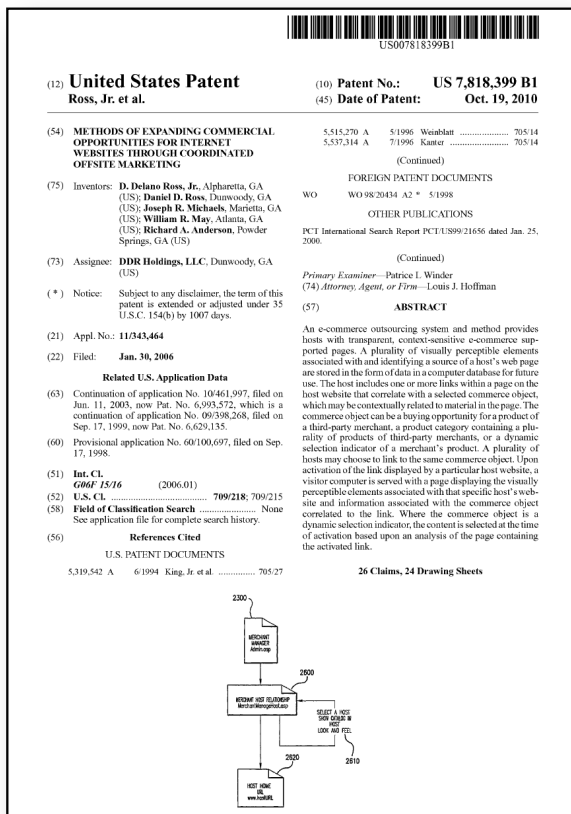 US007818399B1
(12) United States Patent
Ross, Jr. et al.
(10) Patent No.: US 7,818,399 B1
(45) Date of Patent: Oct. 19, 2010
(54) METHODS OF EXPANDING COMMERCIAL
OPPORTUNITIES FOR INTERNET
WEBSITES THROUGH COORDINATED
OFFSITE MARKETING
(75) Inventors: D. Delano Ross, Jr., Alpharetta, GA
(US); Daniel D. Ross, Dunwoody, GA
(US); Joseph R. Michaels, Marietta, GA
(US); William R. May, Atlanta, GA
(US); Richard A. Anderson, Powder
Springs, GA (US)
(73) Assignee: DDR Holdings, LLC, Dunwoody, GA
(US)
( * ) Notice: Subject to any disclaimer, the term of this
patent is extended or adjusted under 35
U.S.C. 154(b) by 1007 days.
(21) Appl. No.: 11/343,464
(22) Filed: Jan. 30, 2006
Related U.S. Application Data
(63) Continuation of application No. 10/461,997, filed on
Jun. 11, 2003, now Pat. No. 6,993,572, which is a
continuation of application No. 09/398,268, filed on
Sep. 17, 1999, now Pat. No. 6,629,135.
(60) Provisional application No. 60/100,697, filed on Sep.
17, 1998.
(51) Int. Cl.
G06F 15/16 (2006.01)
(52) U.S. Cl. ........................ 709/218; 709/215
(58) Field of Classification Search .................... None
See application file for complete search history.
(56) References Cited
U.S. PATENT DOCUMENTS
5,319,542 A 6/1994 King, Jr. et al. .............. 705/27
5,515,270 A 5/1996 Weinblatt ..................... 705/14
5,537,314 A 7/1996 Kanter ........................ 705/14
(Continued)
FOREIGN PATENT DOCUMENTS
WO WO 98/20434 A2 * 5/1998
OTHER PUBLICATIONS
PCT International Search Report PCT/US99/21656 dated Jan. 25,
2000.
(Continued)
Primary Examiner—Patrice L Winder
(74) Attorney, Agent, or Firm—Louis J. Hoffman
(57) ABSTRACT
An e-commerce outsourcing system and method provides
hosts with transparent, context-sensitive e-commerce sup-
ported pages. A plurality of visually perceptible elements
associated with and identifying a source of a host's web page
are stored in the form of data in a computer database for future
use. The host includes one or more links within a page on the
host website that correlate with a selected commerce object,
which may be contextually related to material in the page. The
commerce object can be a buying opportunity for a product of
a third-party merchant, a product category containing a plu-
rality of products of third-party merchants, or a dynamic
selection indicator of a merchant's product. A plurality of
hosts may choose to link to the same commerce object. Upon
activation of the link displayed by a particular host website, a
visitor computer is served with a page displaying the visually
perceptible elements associated with that specific host's web-
site and information associated with the commerce object
correlated to the link. Where the commerce object is a
dynamic selection indicator, the content is selected at the time
of activation based upon an analysis of the page containing
the activated link.
26 Claims, 24 Drawing Sheets
2300
MERCHANT
MANAGER
Admin.asp
2600
MERCHANT HOST RELATIONSHIP
MerchantManageHost.asp
SELECT A HOST
SHOW CATALOG IN
HOST
LOOK AND FEEL
2620
2610
HOST HOME
URL
www.hostURL